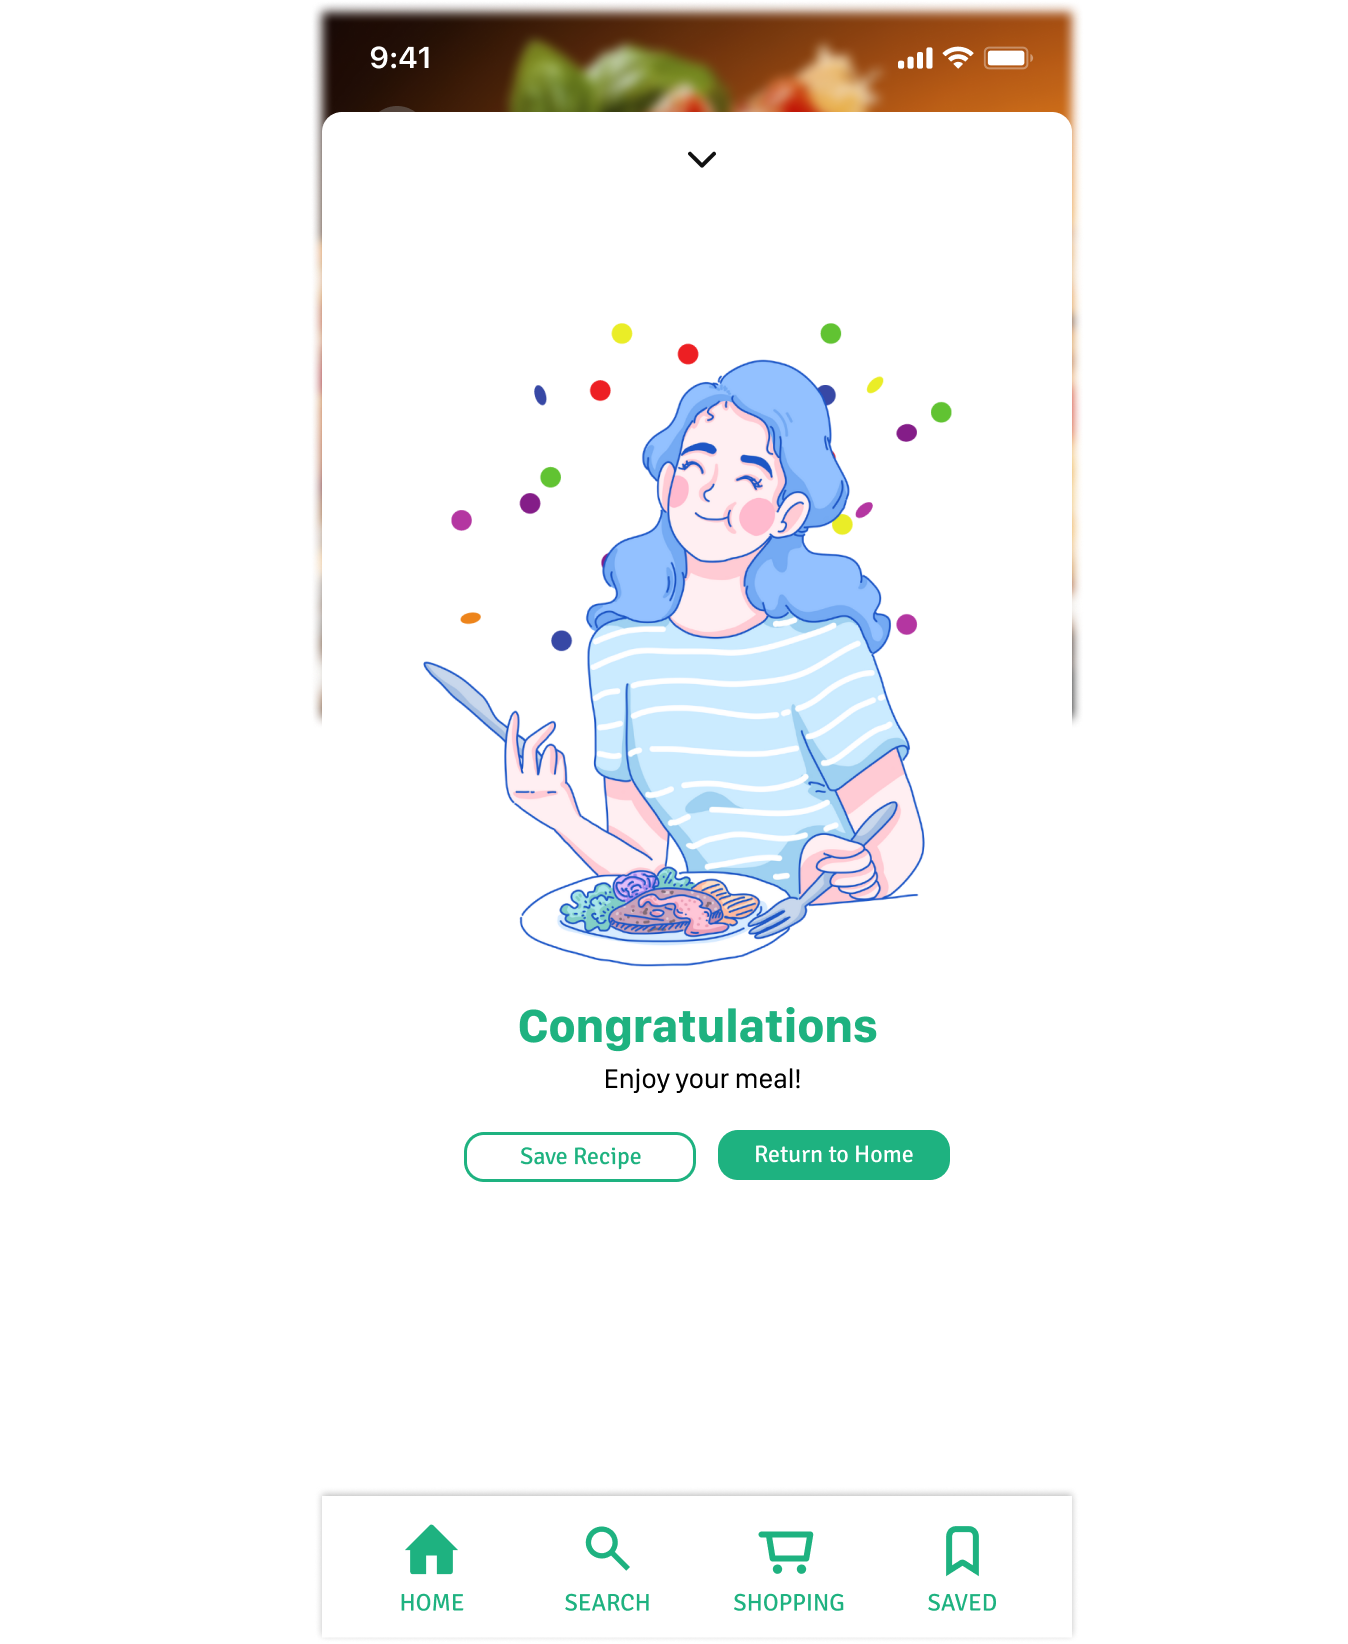 9:41
Congratulations
Enjoy your meal!
Save Recipe
Return to Home
HOME
SEARCH
SHOPPING
SAVED